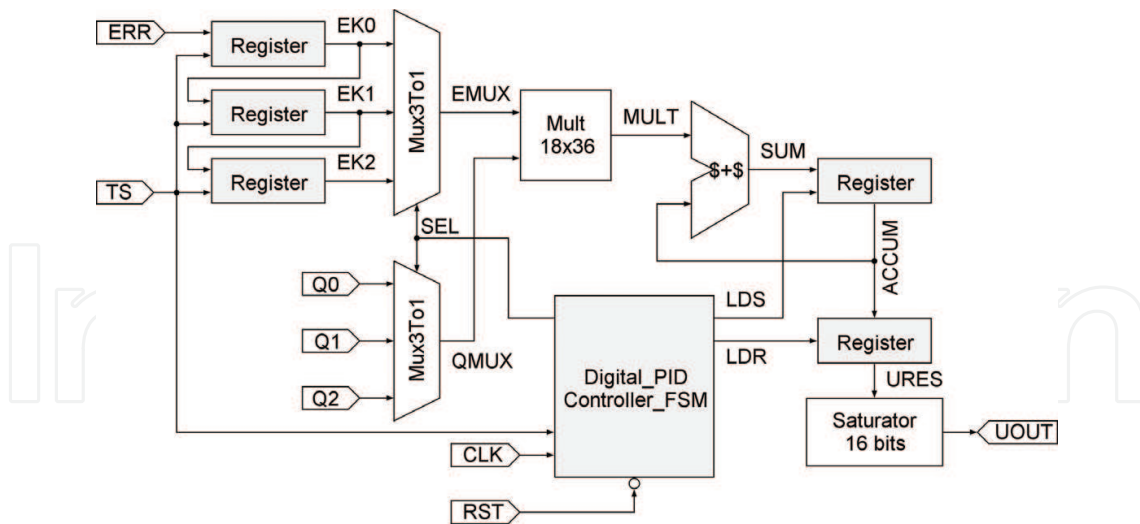 ERR
Register
EK0
Register
EK1
Register
EK2
TS
Mux3To1
EMUX
Mult
18x36
MULT
$+$
SUM
Register
SEL
ACCUM
Q0
Q1
Q2
Mux3To1
QMUX
Digital_PID
Controller_FSM
LDS
LDR
Register
URES
Saturator
16 bits
UOUT
CLK
RST